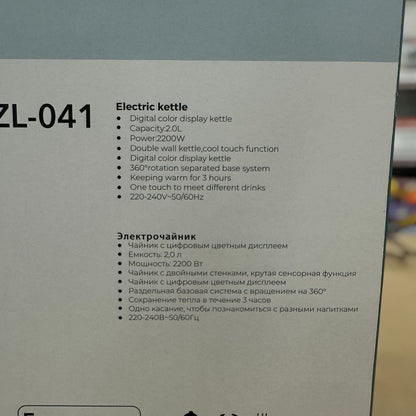 ZL-041
Electric kettle
• Digital color display kettle
• Capacity:2.0L
• Power:2200W
• Double wall kettle,cool touch function
• Digital color display kettle
• 360°rotation separated base system
• Keeping warm for 3 hours
• One touch to meet different drinks
• 220-240V~50/60Hz
Электрочайник
• Чайник с цифровым цветным дисплеем
• Емкость: 2,0 л
• Мощность: 2200 Вт
• Чайник с двойными стенками, крутая сенсорная функция
• Чайник с цифровым цветным дисплеем
• Раздельная базовая система с вращением на 360°
• Сохранение тепла в течение 3 часов
• Одно касание, чтобы познакомиться с разными напитками
• 220-240В~50/60Гц